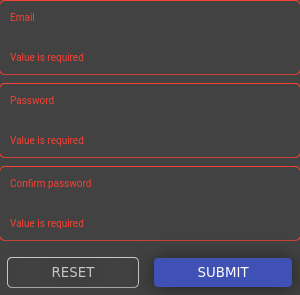 Email
Value is required
Password
Value is required
Confirm password
Value is required
RESET SUBMIT